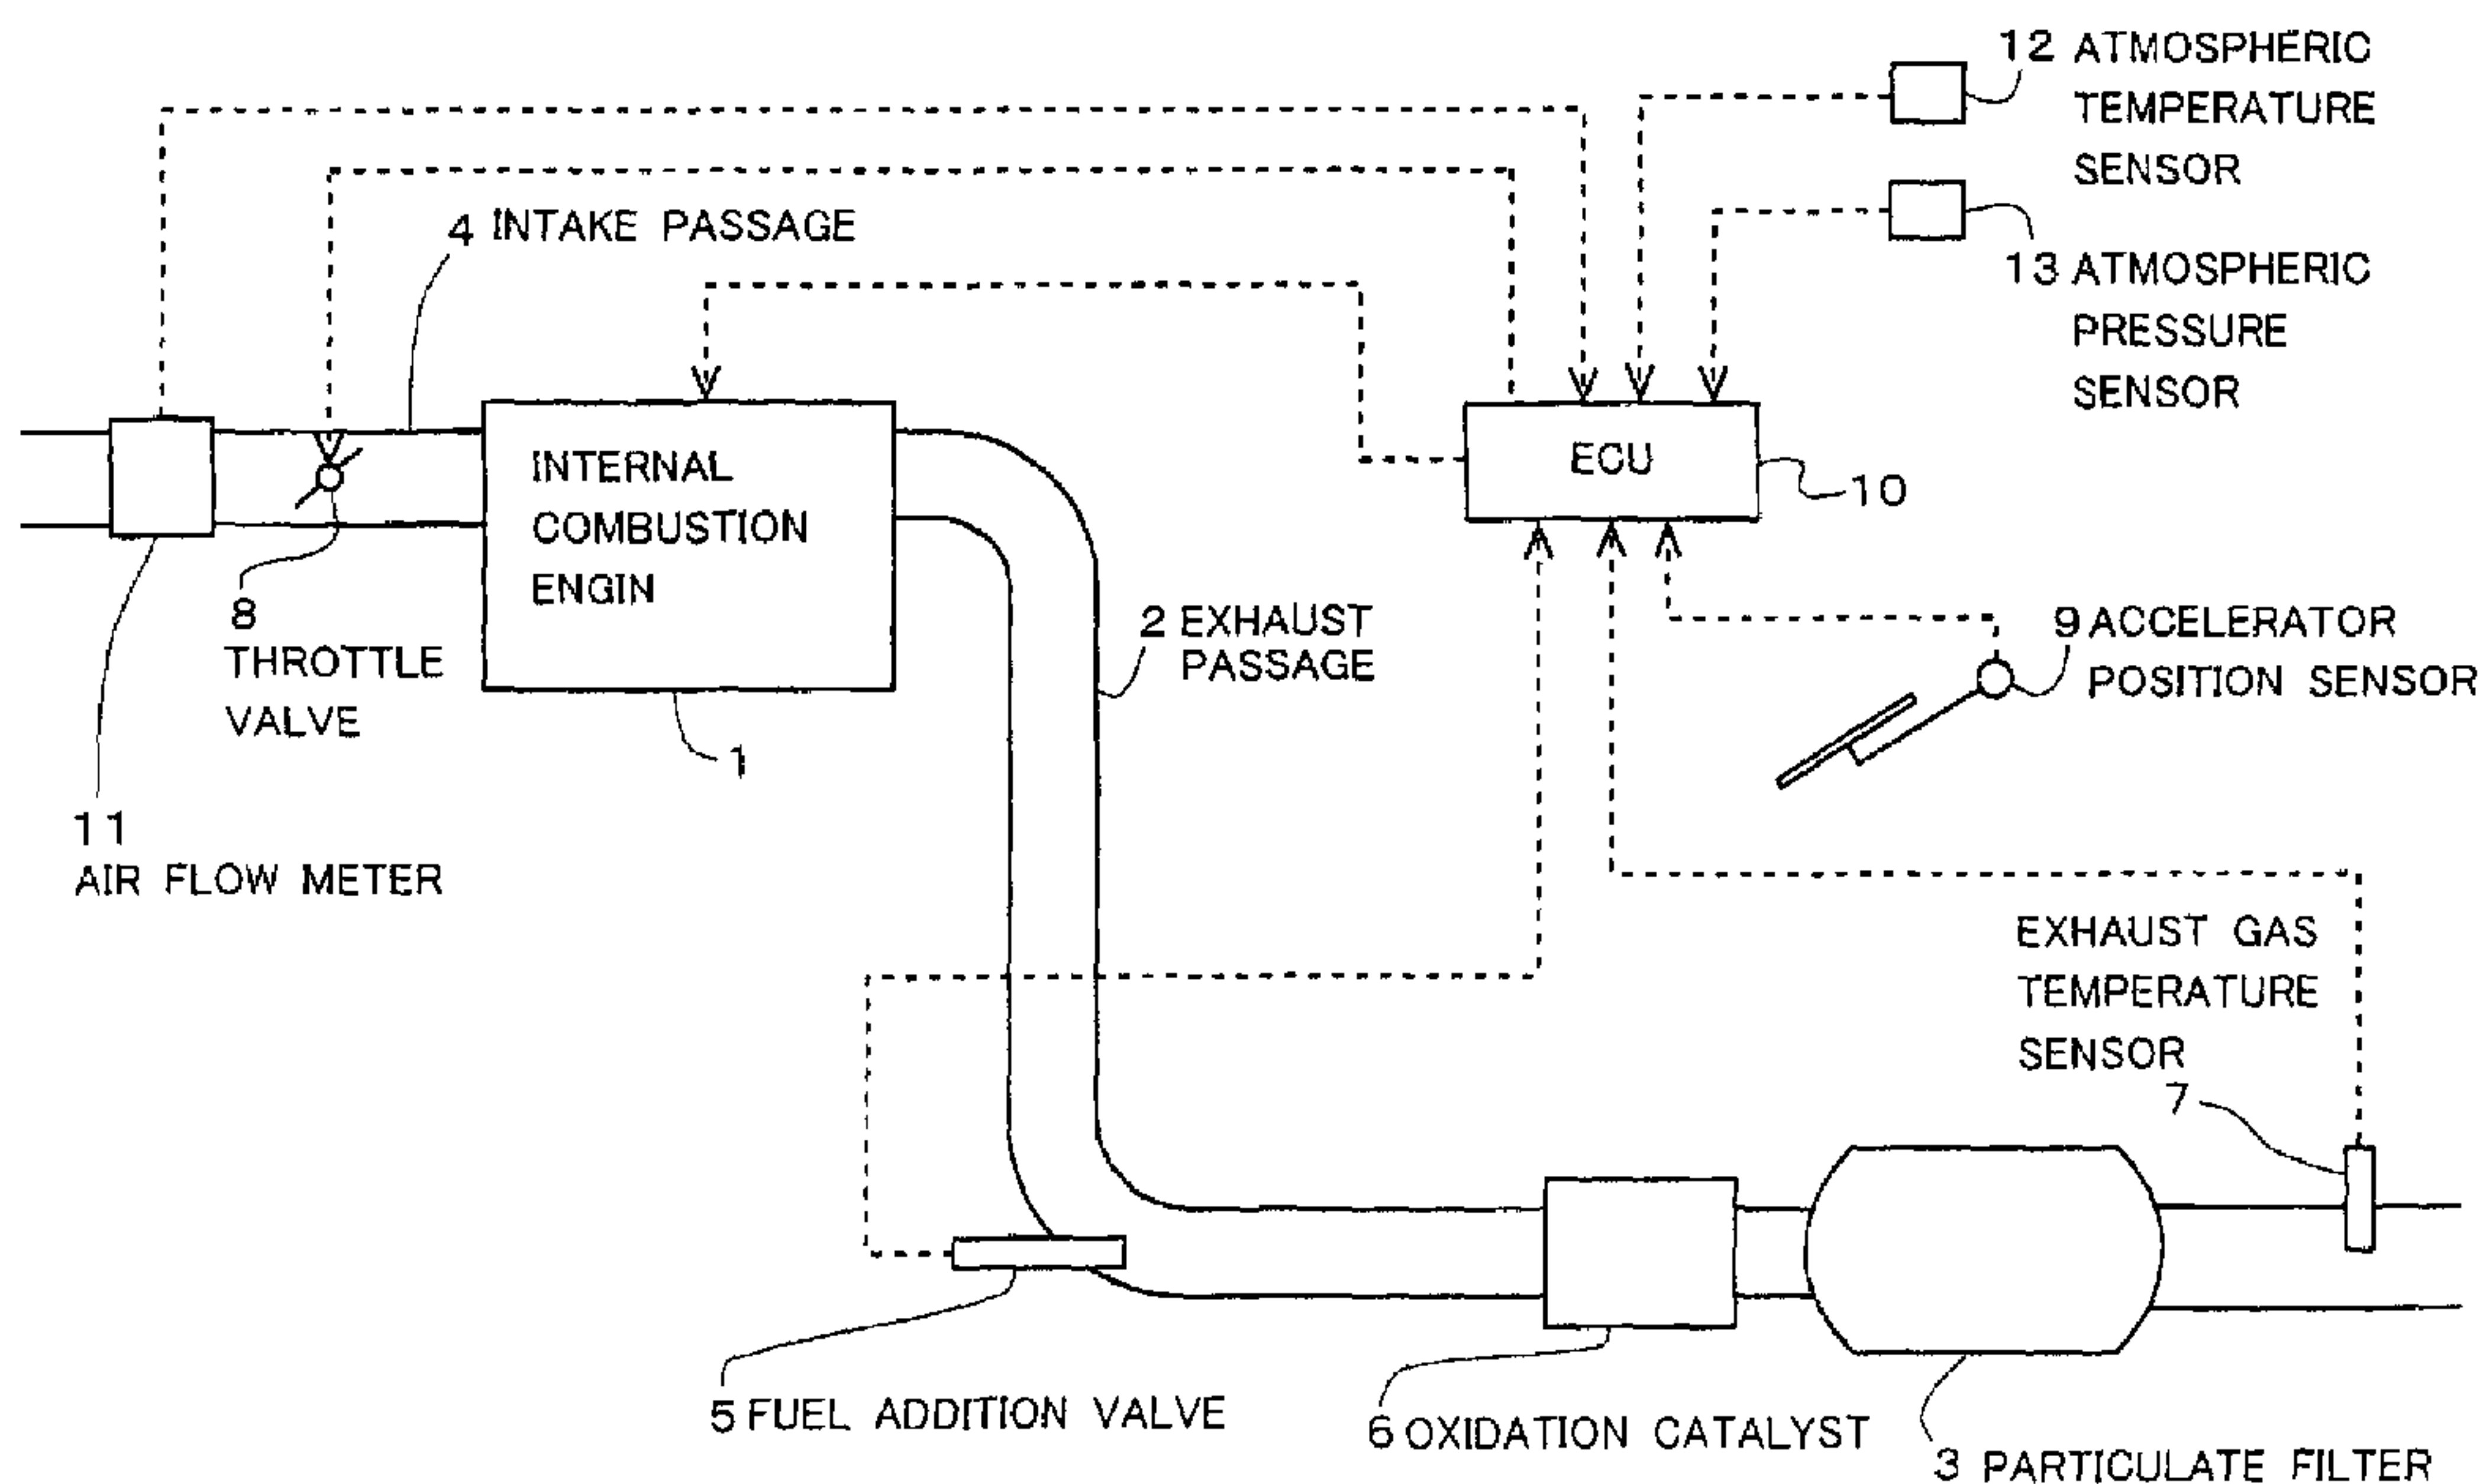 12 ATMOSPHERIC
TEMPERATURE
SENSOR
4 INTAKE PASSAGE
13 ATMOSPHERIC
PRESSURE
SENSOR
INTERNAL
COMBUSTION
ENGIN
ECU
10
8
THROTTLE
VALVE
2 EXHAUST
PASSAGE
9 ACCELERATOR
POSITION SENSOR
1
11
AIR FLOW METER
EXHAUST GAS
TEMPERATURE
SENSOR
7
5 FUEL ADDITION VALVE
6 OXIDATION CATALYST
3 PARTICULATE FILTER